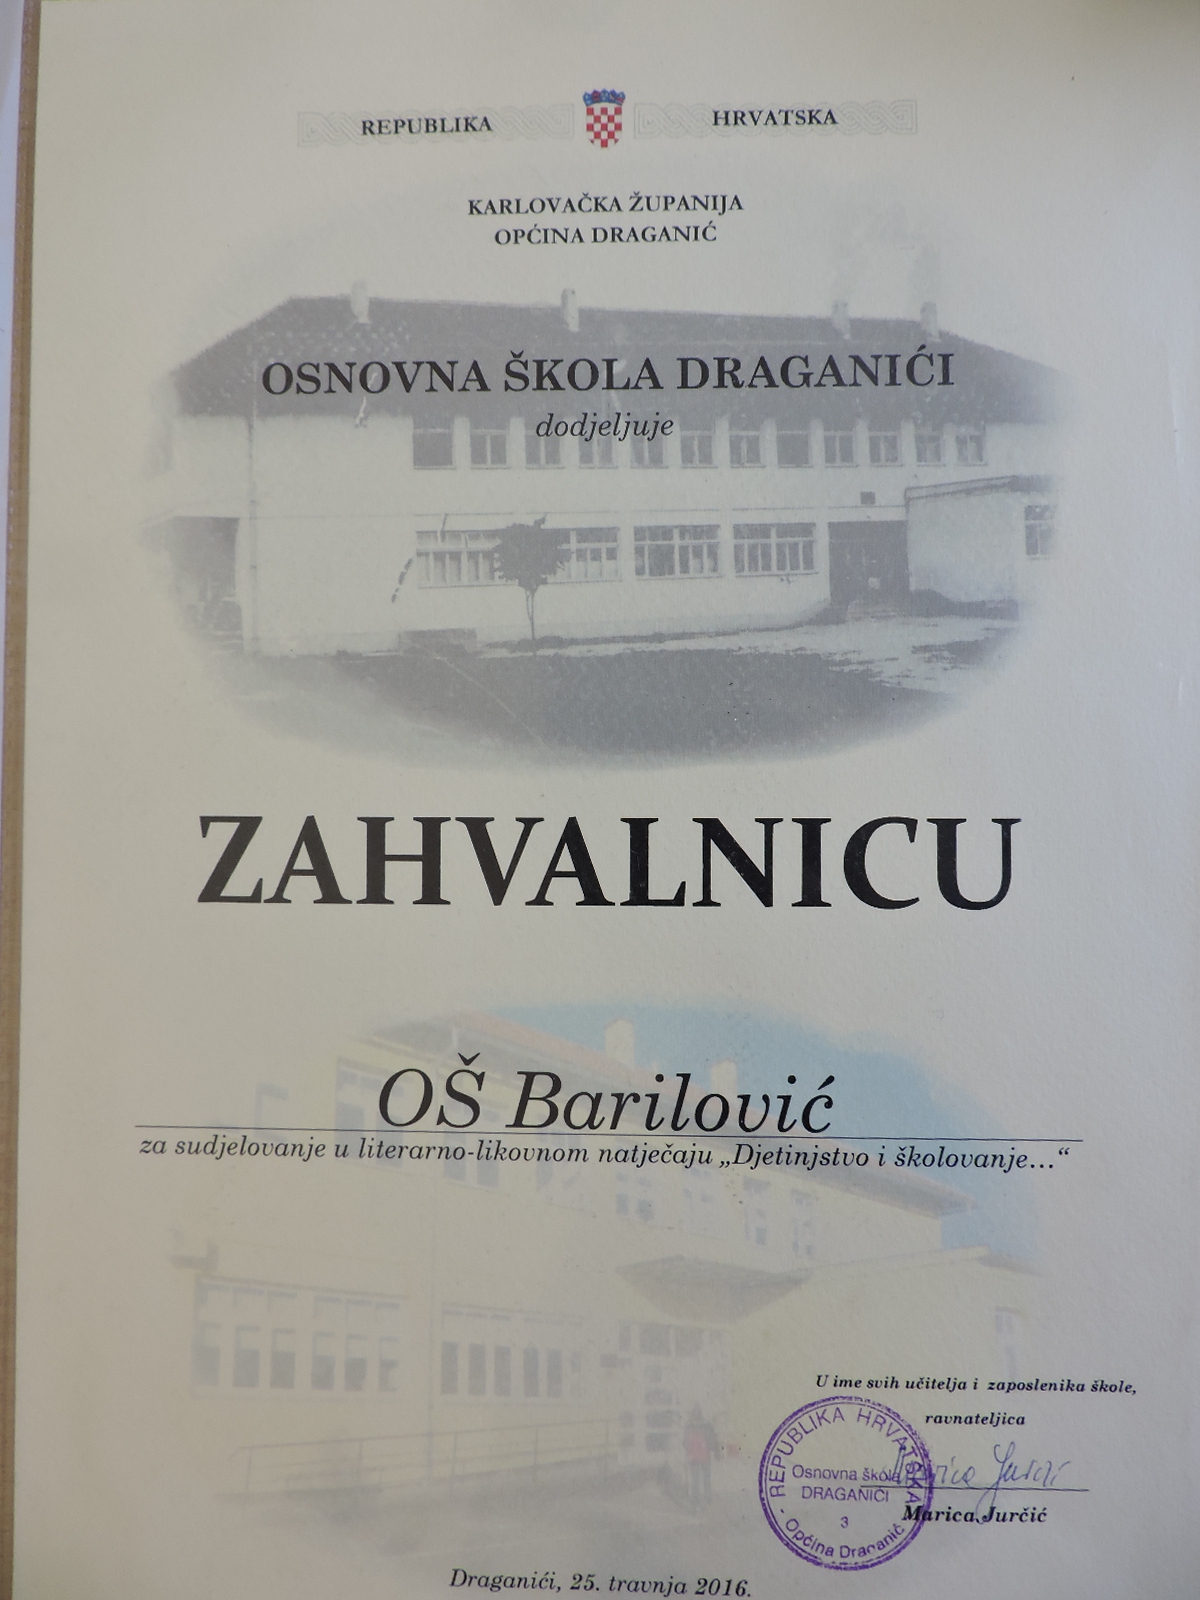 REPUBLIKA HRVATSKA
KARLOVAČKA ŽUPANIJA
OPĆINA DRAGANIĆ
OSNOVNA ŠKOLA DRAGANIĆI
dodjeljuje
ZAHVALNICU
OŠ Barilović
za sudjelovanje u literarno-likovnom natječaju „Djetinjstvo i školovanje...“
U ime svih učitelja i zaposlenika škole,
ravnateljica
Marica Jurčić
Marica Jurčić
REPUBLIKA HRVATSKA
Osnovna škola
DRAGANIĆI
3
Općina Draganić
Draganići, 25. travnja 2016.